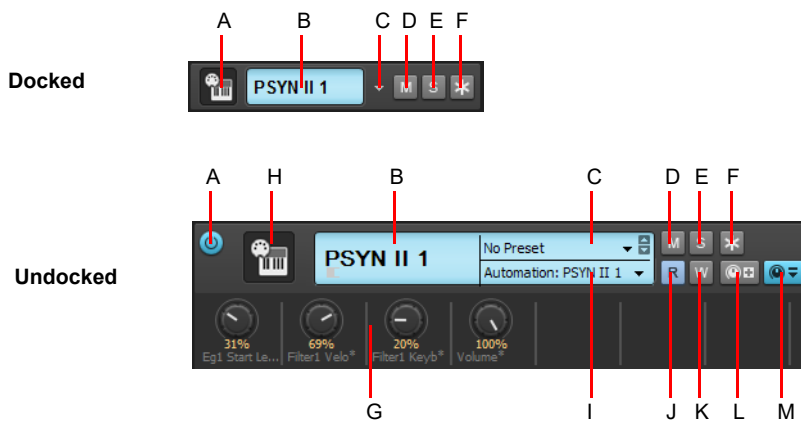 A B C D E F
Docked
PSYN II 1 M S
A H B C D E F
Undocked
PSYN II 1
No Preset
M S
Automation: PSYN II 1
R W
31% 69% 20% 100%
Eg1 Start Le... Filter1 Velo* Filter1 Keyb* Volume*
G I J K L M